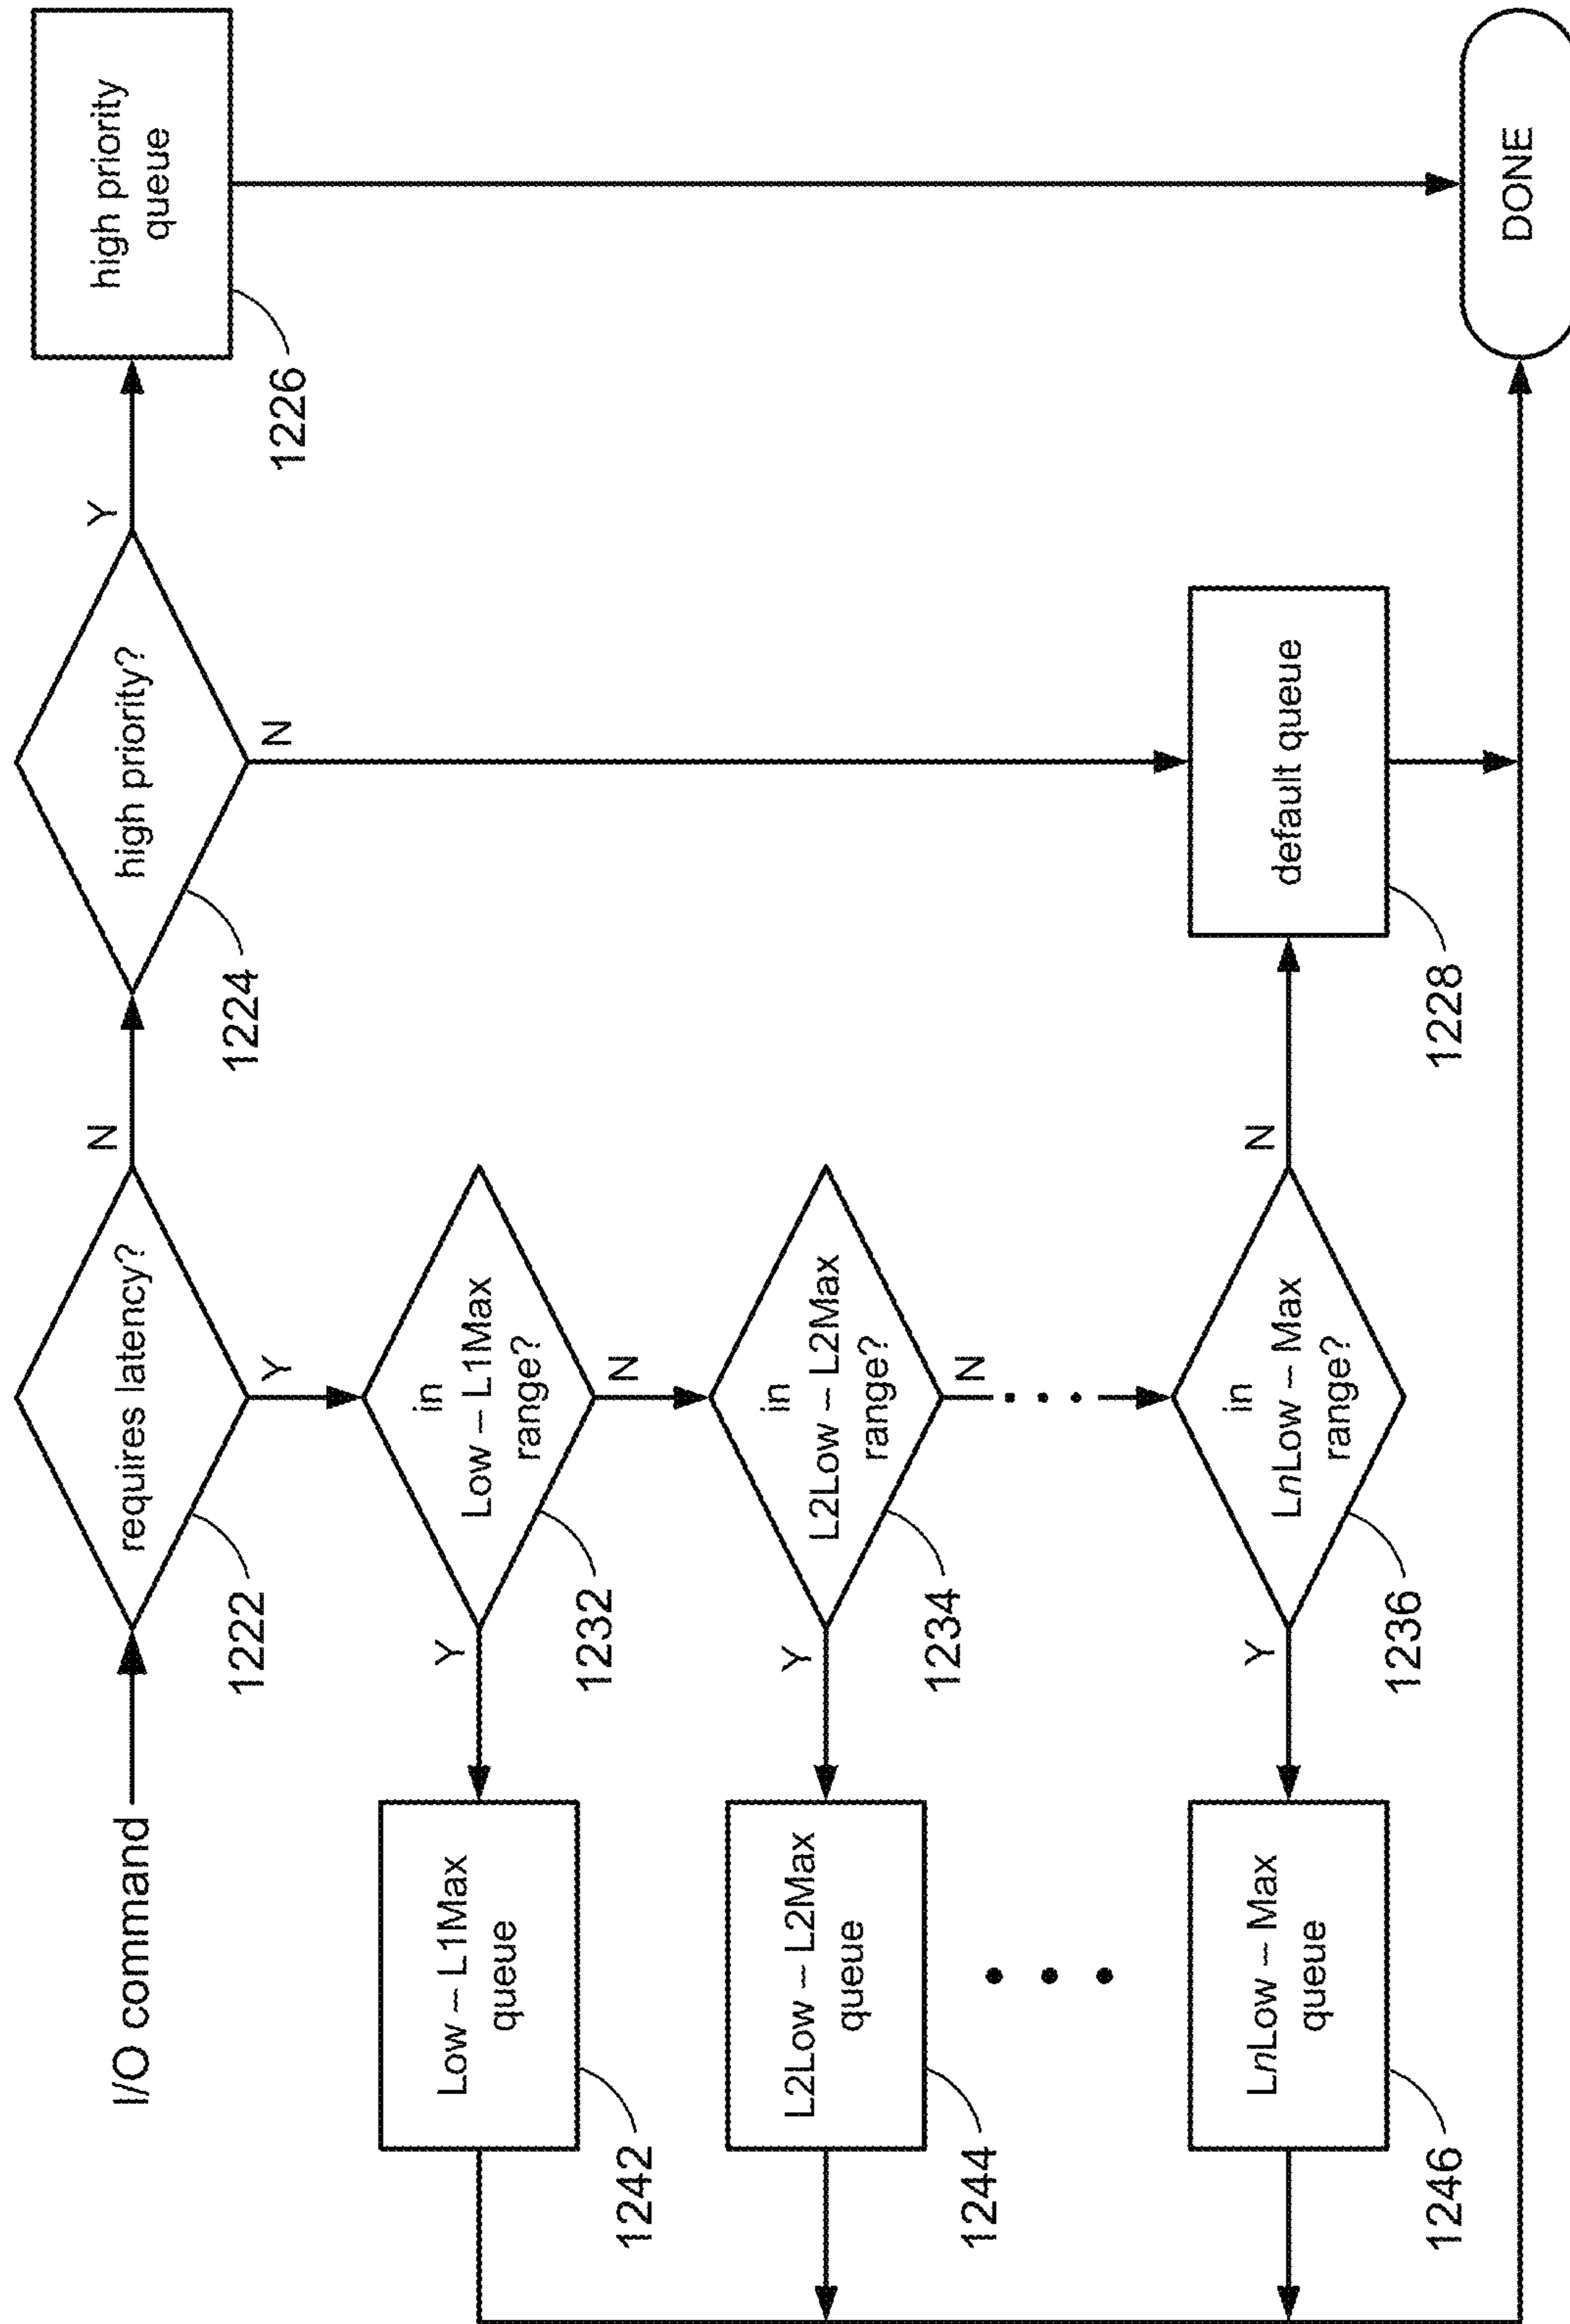 I/O command
requires latency?
1222
N
Y
high priority?
1224
Y
N
high priority
queue
1226
in
Low – L1Max
range?
1232
Y
N
Low – L1Max
queue
1242
in
L2Low – L2Max
range?
1234
Y
N
L2Low – L2Max
queue
1244
in
LnLow – Max
range?
1236
Y
N
LnLow – Max
queue
1246
default queue
1228
DONE